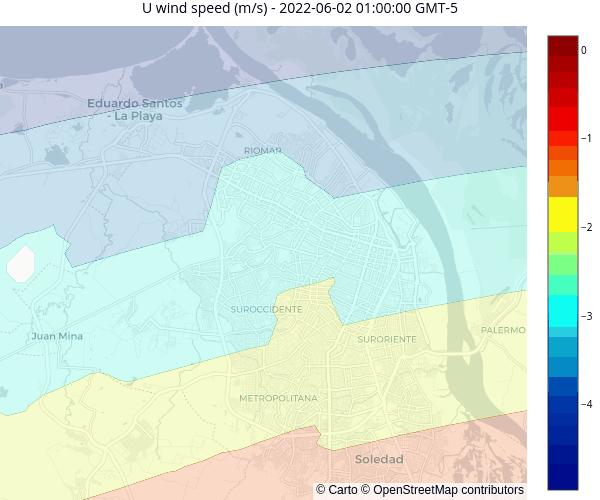 U wind speed (m/s) - 2022-06-02 01:00:00 GMT-5
0
Eduardo Santos
- La Playa
−1
RIOMAR
−2
SUROCCIDENTE
−3
PALERMO
Juan Mina
SURORIENTE
METROPOLITANA
−4
Soledad
© Carto © OpenStreetMap contributors